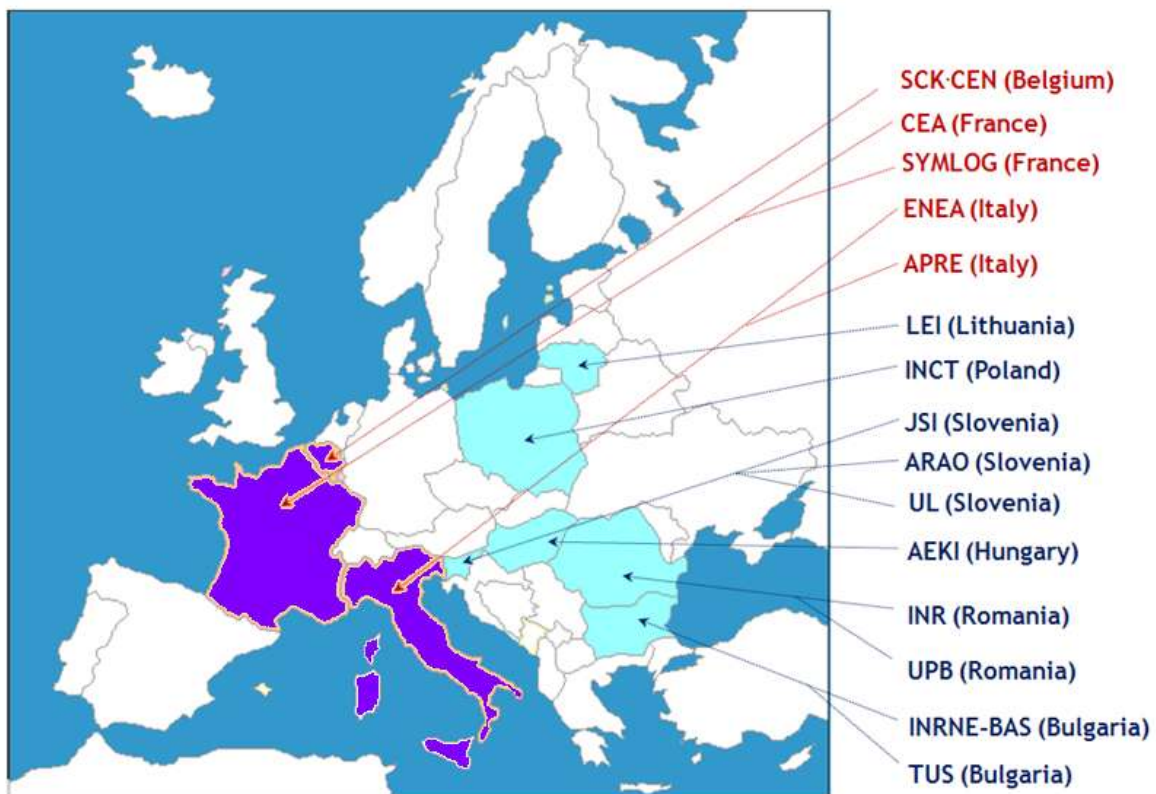 SCK·CEN (Belgium)
CEA (France)
SYMLOG (France)
ENEA (Italy)
APRE (Italy)
LEI (Lithuania)
INCT (Poland)
JSI (Slovenia)
ARAO (Slovenia)
UL (Slovenia)
AEKI (Hungary)
INR (Romania)
UPB (Romania)
INRNE-BAS (Bulgaria)
TUS (Bulgaria)